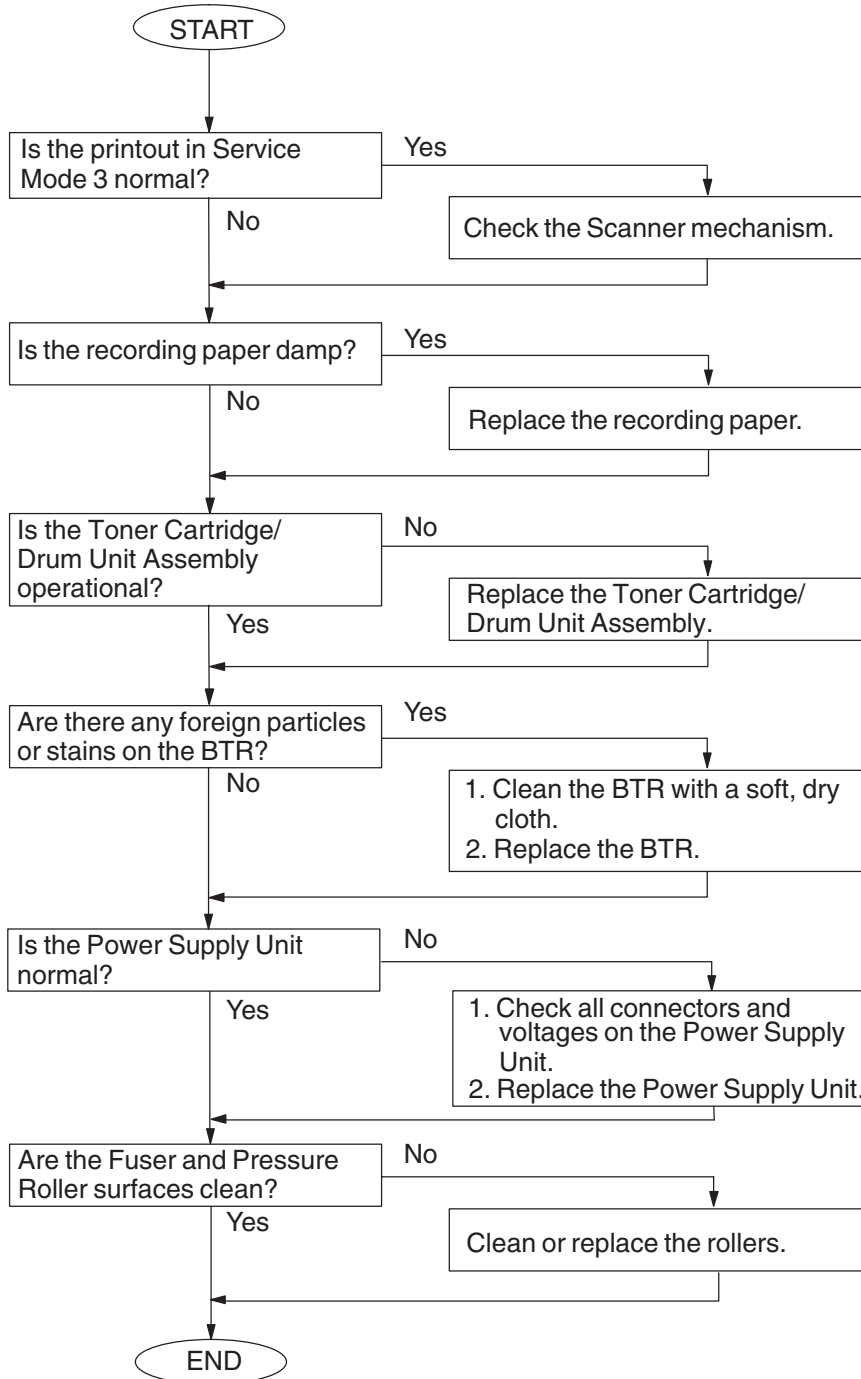 START
Is the printout in Service
Mode 3 normal?
Yes
No
Check the Scanner mechanism.
Is the recording paper damp?
Yes
No
Replace the recording paper.
Is the Toner Cartridge/
Drum Unit Assembly
operational?
No
Yes
Replace the Toner Cartridge/
Drum Unit Assembly.
Are there any foreign particles
or stains on the BTR?
Yes
No
1. Clean the BTR with a soft, dry
cloth.
2. Replace the BTR.
Is the Power Supply Unit
normal?
No
Yes
1. Check all connectors and
voltages on the Power Supply
Unit.
2. Replace the Power Supply Unit.
Are the Fuser and Pressure
Roller surfaces clean?
No
Yes
Clean or replace the rollers.
END